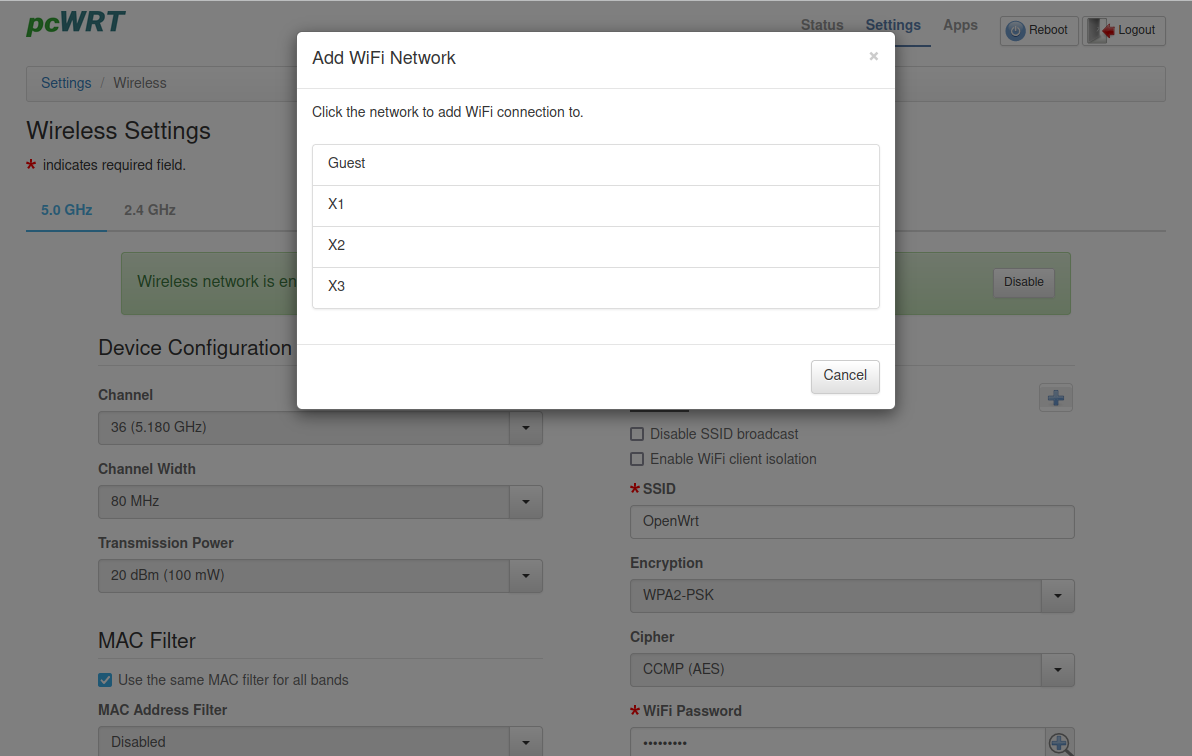 pcWRT
Status Settings Apps Reboot Logout
Add WiFi Network ×
Settings / Wireless
Click the network to add WiFi connection to.
Wireless Settings
* indicates required field.
Guest
X1
X2
X3
5.0 GHz 2.4 GHz
Wireless network is en
Disable
Cancel
Device Configuration
Channel
36 (5.180 GHz)
Channel Width
80 MHz
Transmission Power
20 dBm (100 mW)
MAC Filter
Use the same MAC filter for all bands
MAC Address Filter
Disabled
Disable SSID broadcast
Enable WiFi client isolation
* SSID
OpenWrt
Encryption
WPA2-PSK
Cipher
CCMP (AES)
* WiFi Password
•••••••••